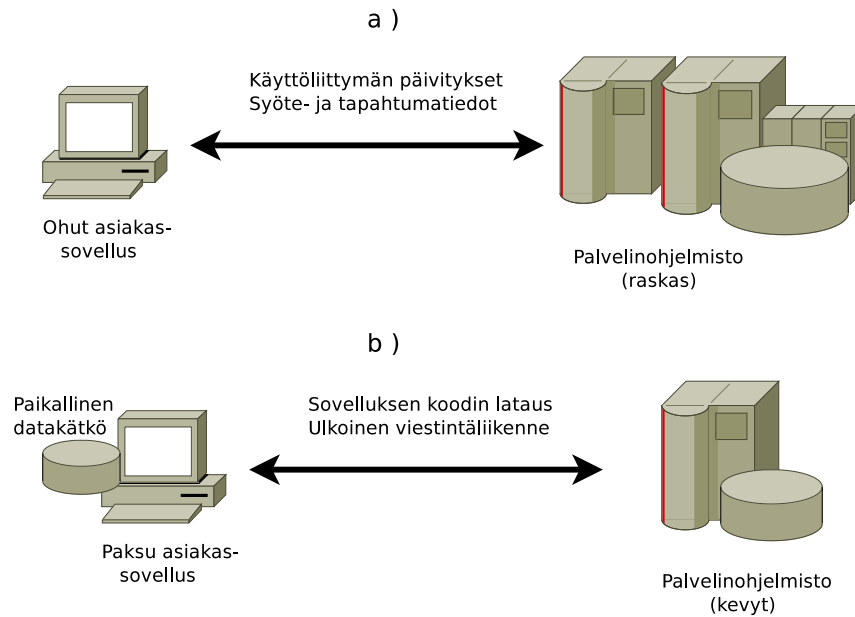 a )
Käyttöliittymän päivitykset
Syöte- ja tapahtumatiedot
Ohut asiakas-
sovellus
Palvelinohjelmisto
(raskas)
b )
Paikallinen
datakätkö
Sovelluksen koodin lataus
Ulkoinen viestintäliikenne
Paksu asiakas-
sovellus
Palvelinohjelmisto
(kevyt)